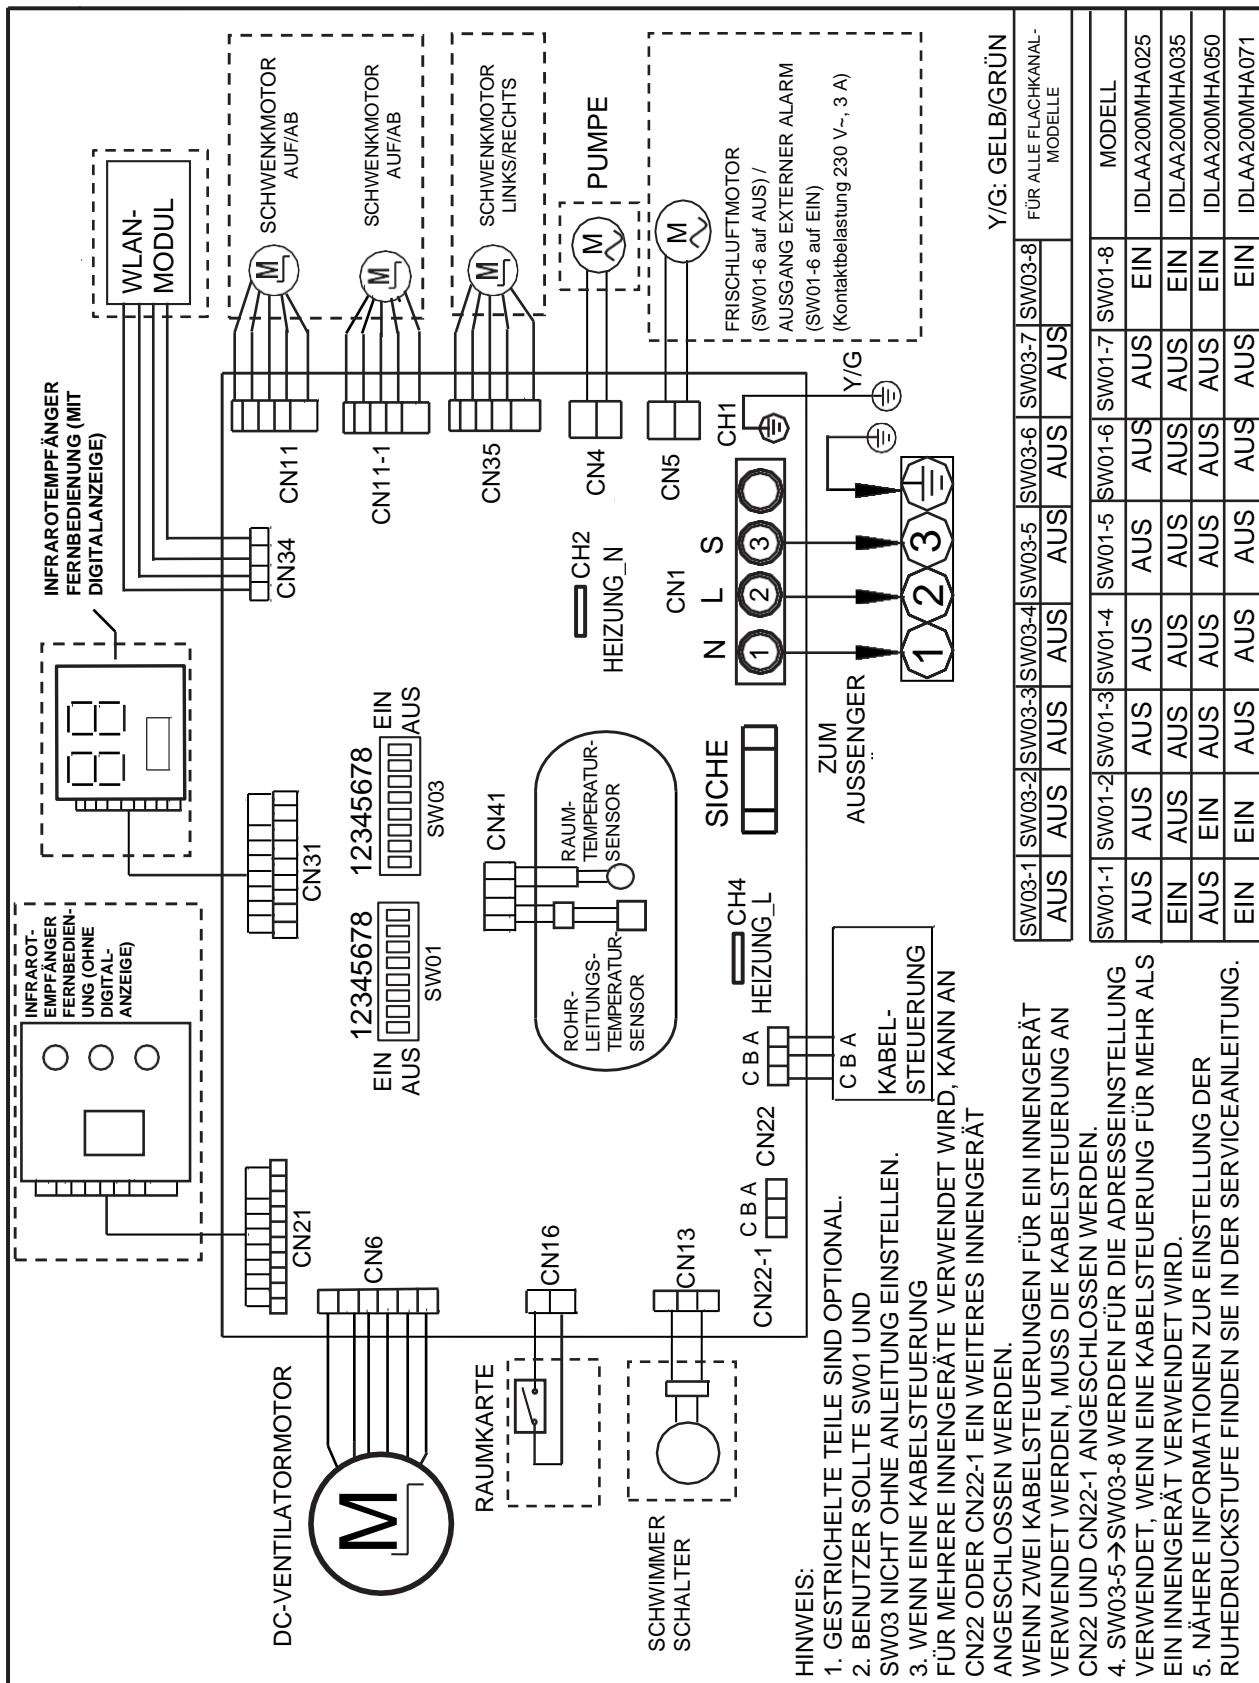 INFRAROT-
EMPFÄNGER
FERNBEDIEN-
UNG (OHNE
DIGITAL-
ANZEIGE)
INFRAROTEMPFÄNGER
FERNBEDIENUNG (MIT
DIGITALANZEIGE)
WLAN-
MODUL
SCHWENKMOTOR
AUF/AB
SCHWENKMOTOR
AUF/AB
SCHWENKMOTOR
LINKS/RECHTS
M
M
M
PUMPE
M
M
FRISCHLUFTMOTOR
(SW01-6 auf AUS) /
AUSGANG EXTERNER ALARM
(SW01-6 auf EIN)
(Kontaktbelastung 230 V~, 3 A)
DC-VENTILATORMOTOR
M
RAUMKARTE
SCHWIMMER
SCHALTER
CN21
CN6
CN16
CN13
CN31
CN34
CN11
CN11-1
CN35
CN4
CN5
12345678
EIN
AUS
SW01
12345678
EIN
AUS
SW03
CN41
ROHR-
LEITUNGS-
TEMPERATUR-
SENSOR
RAUM-
TEMPERATUR-
SENSOR
CH2
HEIZUNG_N
CH4
HEIZUNG_L
SICHE
CN1
N L S
1 2 3
CH1
Y/G
1 2 3
ZUM
AUSSENGER
CN22-1
C B A
CN22
C B A
C B A
KABEL-
STEUERUNG
Y/G: GELB/GRÜN
HINWEIS:
1. GESTRICHELTE TEILE SIND OPTIONAL.
2. BENUTZER SOLLTE SW01 UND
SW03 NICHT OHNE ANLEITUNG EINSTELLEN.
3. WENN EINE KABELSTEUERUNG
FÜR MEHRERE INNENGERÄTE VERWENDET WIRD, KANN AN
CN22 ODER CN22-1 EIN WEITERES INNENGERÄT
ANGESCHLOSSEN WERDEN.
WENN ZWEI KABELSTEUERUNGEN FÜR EIN INNENGERÄT
VERWENDET WERDEN, MUSS DIE KABELSTEUERUNG AN
CN22 UND CN22-1 ANGESCHLOSSEN WERDEN.
4. SW03-5→SW03-8 WERDEN FÜR DIE ADRESSEINSTELLUNG
VERWENDET, WENN EINE KABELSTEUERUNG FÜR MEHR ALS
EIN INNENGERÄT VERWENDET WIRD.
5. NÄHERE INFORMATIONEN ZUR EINSTELLUNG DER
RUHEDRUCKSTUFE FINDEN SIE IN DER SERVICEANLEITUNG.
SW03-1 SW03-2 SW03-3 SW03-4 SW03-5 SW03-6 SW03-7 SW03-8 FÜR ALLE FLACHKANAL-
MODELLE
AUS AUS AUS AUS AUS AUS AUS
SW01-1 SW01-2 SW01-3 SW01-4 SW01-5 SW01-6 SW01-7 SW01-8 MODELL
AUS AUS AUS AUS AUS AUS AUS EIN IDLAA200MHA025
EIN AUS AUS AUS AUS AUS AUS EIN IDLAA200MHA035
AUS EIN AUS AUS AUS AUS AUS EIN IDLAA200MHA050
EIN EIN AUS AUS AUS AUS AUS EIN IDLAA200MHA071